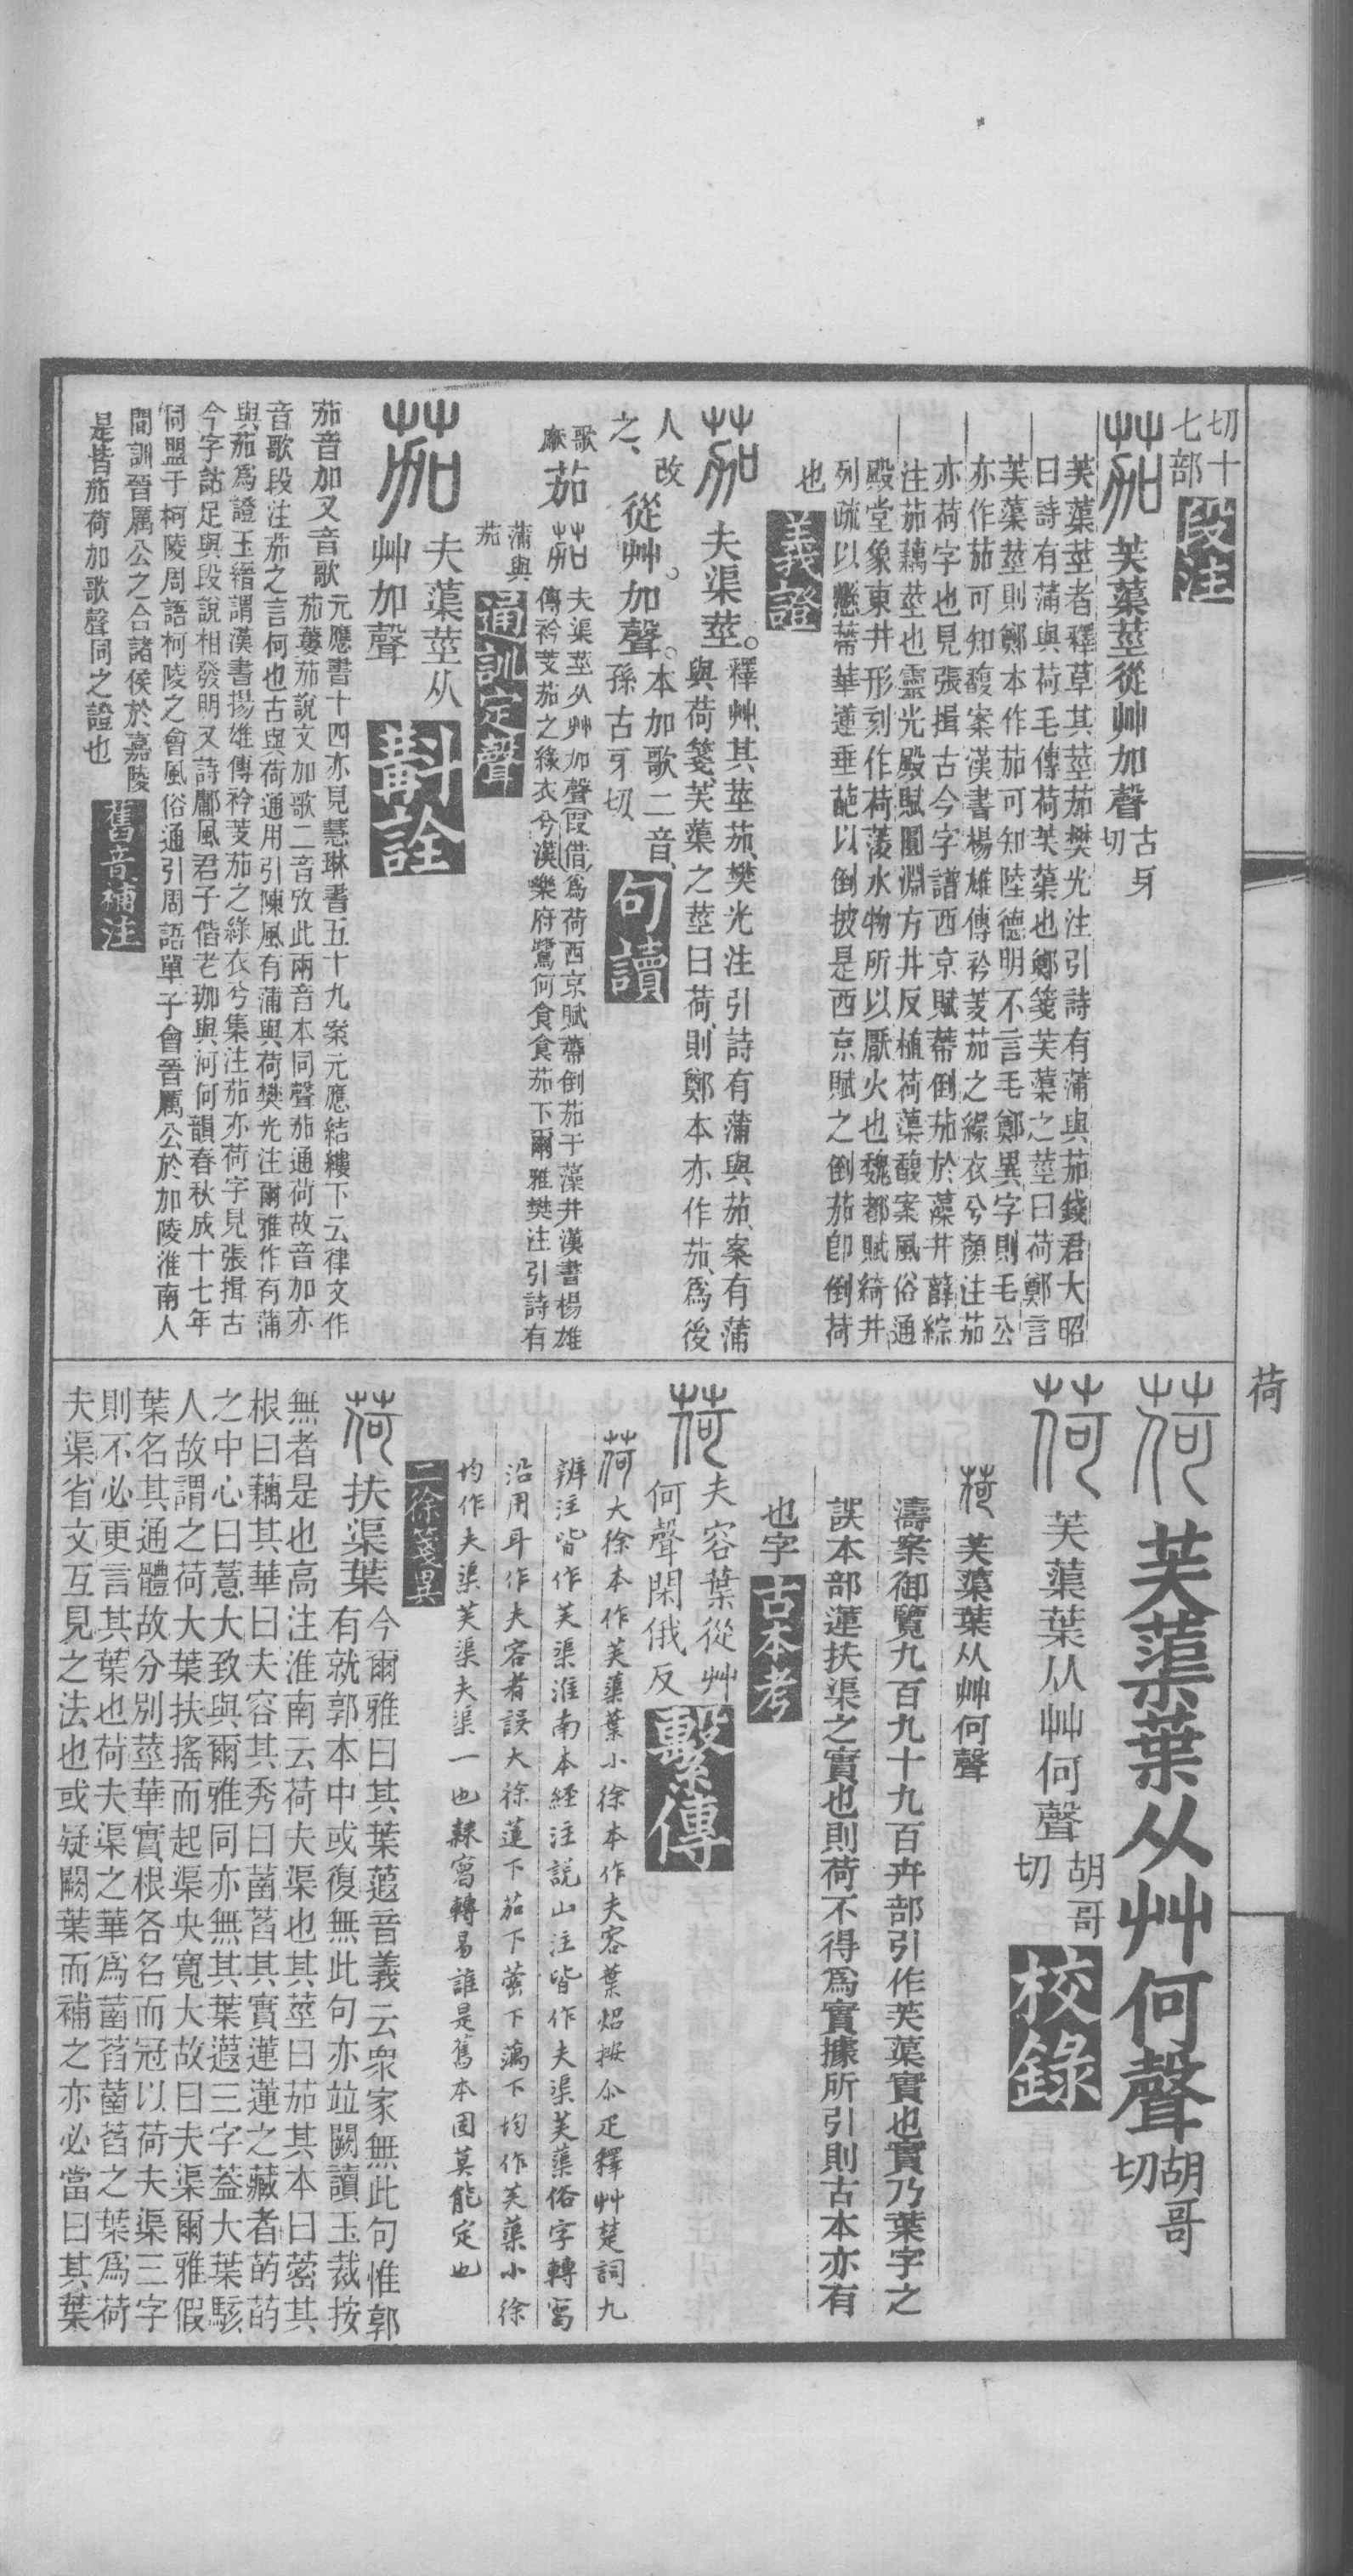 切十
七部
段注
茄
芙蕖莖從艸加聲
古牙
切
芙蕖莖者釋草其莖茄樊光注引詩有蒲與茄錢君大昭
曰詩有蒲與荷毛傳荷芙蕖也鄭箋芙蕖之莖曰荷鄭言
芙蕖莖則鄭本作茄可知陸德明不言毛鄭異字則毛公
亦作茄可知馥案漢書楊雄傳衿芰茄之綠衣兮顏注茄
亦荷字也見張揖古今字譜西京賦蔕倒茄於藻井薛綜
注茄藕莖也靈光殿賦圓淵方井反植荷蕖馥案風俗通
殿堂象東井形刻作荷蔆水物所以厭火也魏都賦綺井
列疏以懸蔕華蓮垂葩以倒披是西京賦之倒茄卽倒荷
也
義證
茄
夫渠莖。
釋艸、其莖茄、樊光注引詩有蒲與茄、案有蒲
與荷箋、芙蕖之莖曰荷、則鄭本亦作茄、爲後
人改
之、
從艸。加聲。
本加歌二音、
孫古牙切、
句讀
歌
麻
茄
茄
夫渠莖从艸加聲假借爲荷西京賦蔕倒茄于藻井漢書楊雄
傳衿芰茄之綠衣兮漢樂府鷺何食食茄下爾雅樊注引詩有
蒲與
茄
通訓定聲
茄
夫蕖莖从
艸加聲
斠詮
茄音加又音歌
元應書十四亦見慧琳書五十九案元應結縷下云律文作
茄蔞茄說文加歌二音攷此兩音本同聲茄通荷故音加亦
音歌段注茄之言何也古與荷通用引陳風有蒲與荷樊光注爾雅作有蒲
與茄爲證玉縉謂漢書揚雄傳衿芰茄之綠衣兮集注茄亦荷字見張揖古
今字詁足與段說相發明又詩鄘風君子偕老珈與河何韻春秋成十七年
同盟于柯陵周語柯陵之會風俗通引周語單子會晉厲公於加陵淮南人
間訓晉厲公之合諸侯於嘉陵
是皆茄荷加歌聲同之證也
舊音補注
荷
荷
芙蕖葉从艸何聲
胡哥
切
荷
芙蕖葉从艸何聲
胡哥
切
校錄
荷
芙蕖葉从艸何聲
濤案御覽九百九十九百卉部引作芙蕖實也實乃葉字之
誤本部蓮扶渠之實也則荷不得爲實據所引則古本亦有
也字
古本考
荷
夫容葉從艸
何聲閑俄反
繫傳
荷
大徐本作芙蕖葉小徐本作夫容葉炤按尒疋釋艸楚詞九
辨注皆作芙渠淮南本經注說山注皆作夫渠芙蕖俗字轉寫
沿用耳作夫容者誤大徐蓮下茄下蔤下蕅下均作芙蕖小徐
均作夫渠芙渠夫渠一也隸寫轉易誰是舊本固莫能定也
二徐箋異
荷
扶渠葉
今爾雅曰其葉蕸音義云衆家無此句惟郭
有就郭本中或復無此句亦竝闕讀玉裁按
無者是也高注淮南云荷夫渠也其莖曰茄其本曰蔤其
根曰藕其華曰夫容其秀曰菡萏其實蓮蓮之藏者菂菂
之中心曰薏大致與爾雅同亦無其葉蕸三字葢大葉駭
人故謂之荷大葉扶搖而起渠央寬大故曰夫渠爾雅假
葉名其通體故分別莖華實根各名而冠以荷夫渠三字
則不必更言其葉也荷夫渠之華爲菡萏菡萏之葉爲荷
夫渠省文互見之法也或疑闕葉而補之亦必當曰其葉